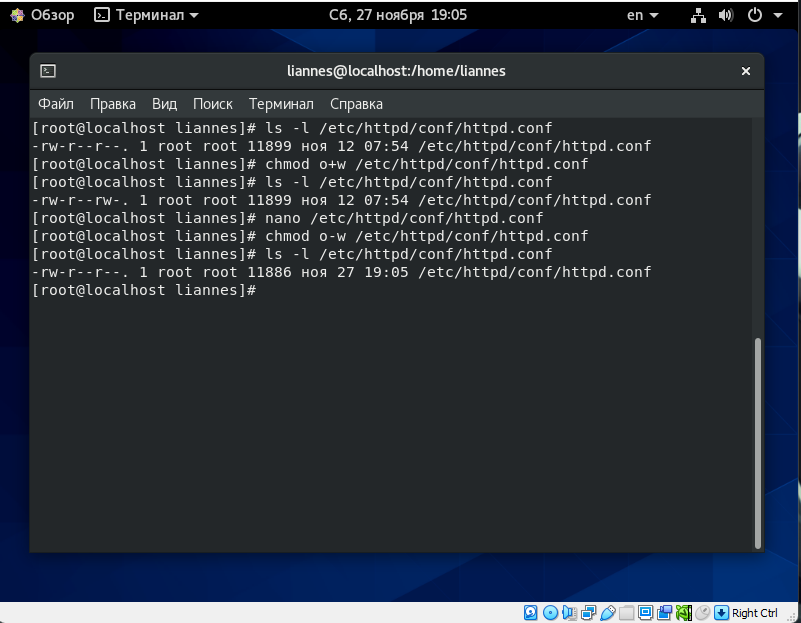 Обзор Терминал Сб, 27 ноября 19:05 en
liannes@localhost:/home/liannes
Файл Правка Вид Поиск Терминал Справка
[root@localhost liannes]# ls -l /etc/httpd/conf/httpd.conf
-rw-r--r--. 1 root root 11899 ноя 12 07:54 /etc/httpd/conf/httpd.conf
[root@localhost liannes]# chmod o+w /etc/httpd/conf/httpd.conf
[root@localhost liannes]# ls -l /etc/httpd/conf/httpd.conf
-rw-r--rw-. 1 root root 11899 ноя 12 07:54 /etc/httpd/conf/httpd.conf
[root@localhost liannes]# nano /etc/httpd/conf/httpd.conf
[root@localhost liannes]# chmod o-w /etc/httpd/conf/httpd.conf
[root@localhost liannes]# ls -l /etc/httpd/conf/httpd.conf
-rw-r--r--. 1 root root 11886 ноя 27 19:05 /etc/httpd/conf/httpd.conf
[root@localhost liannes]#
Right Ctrl